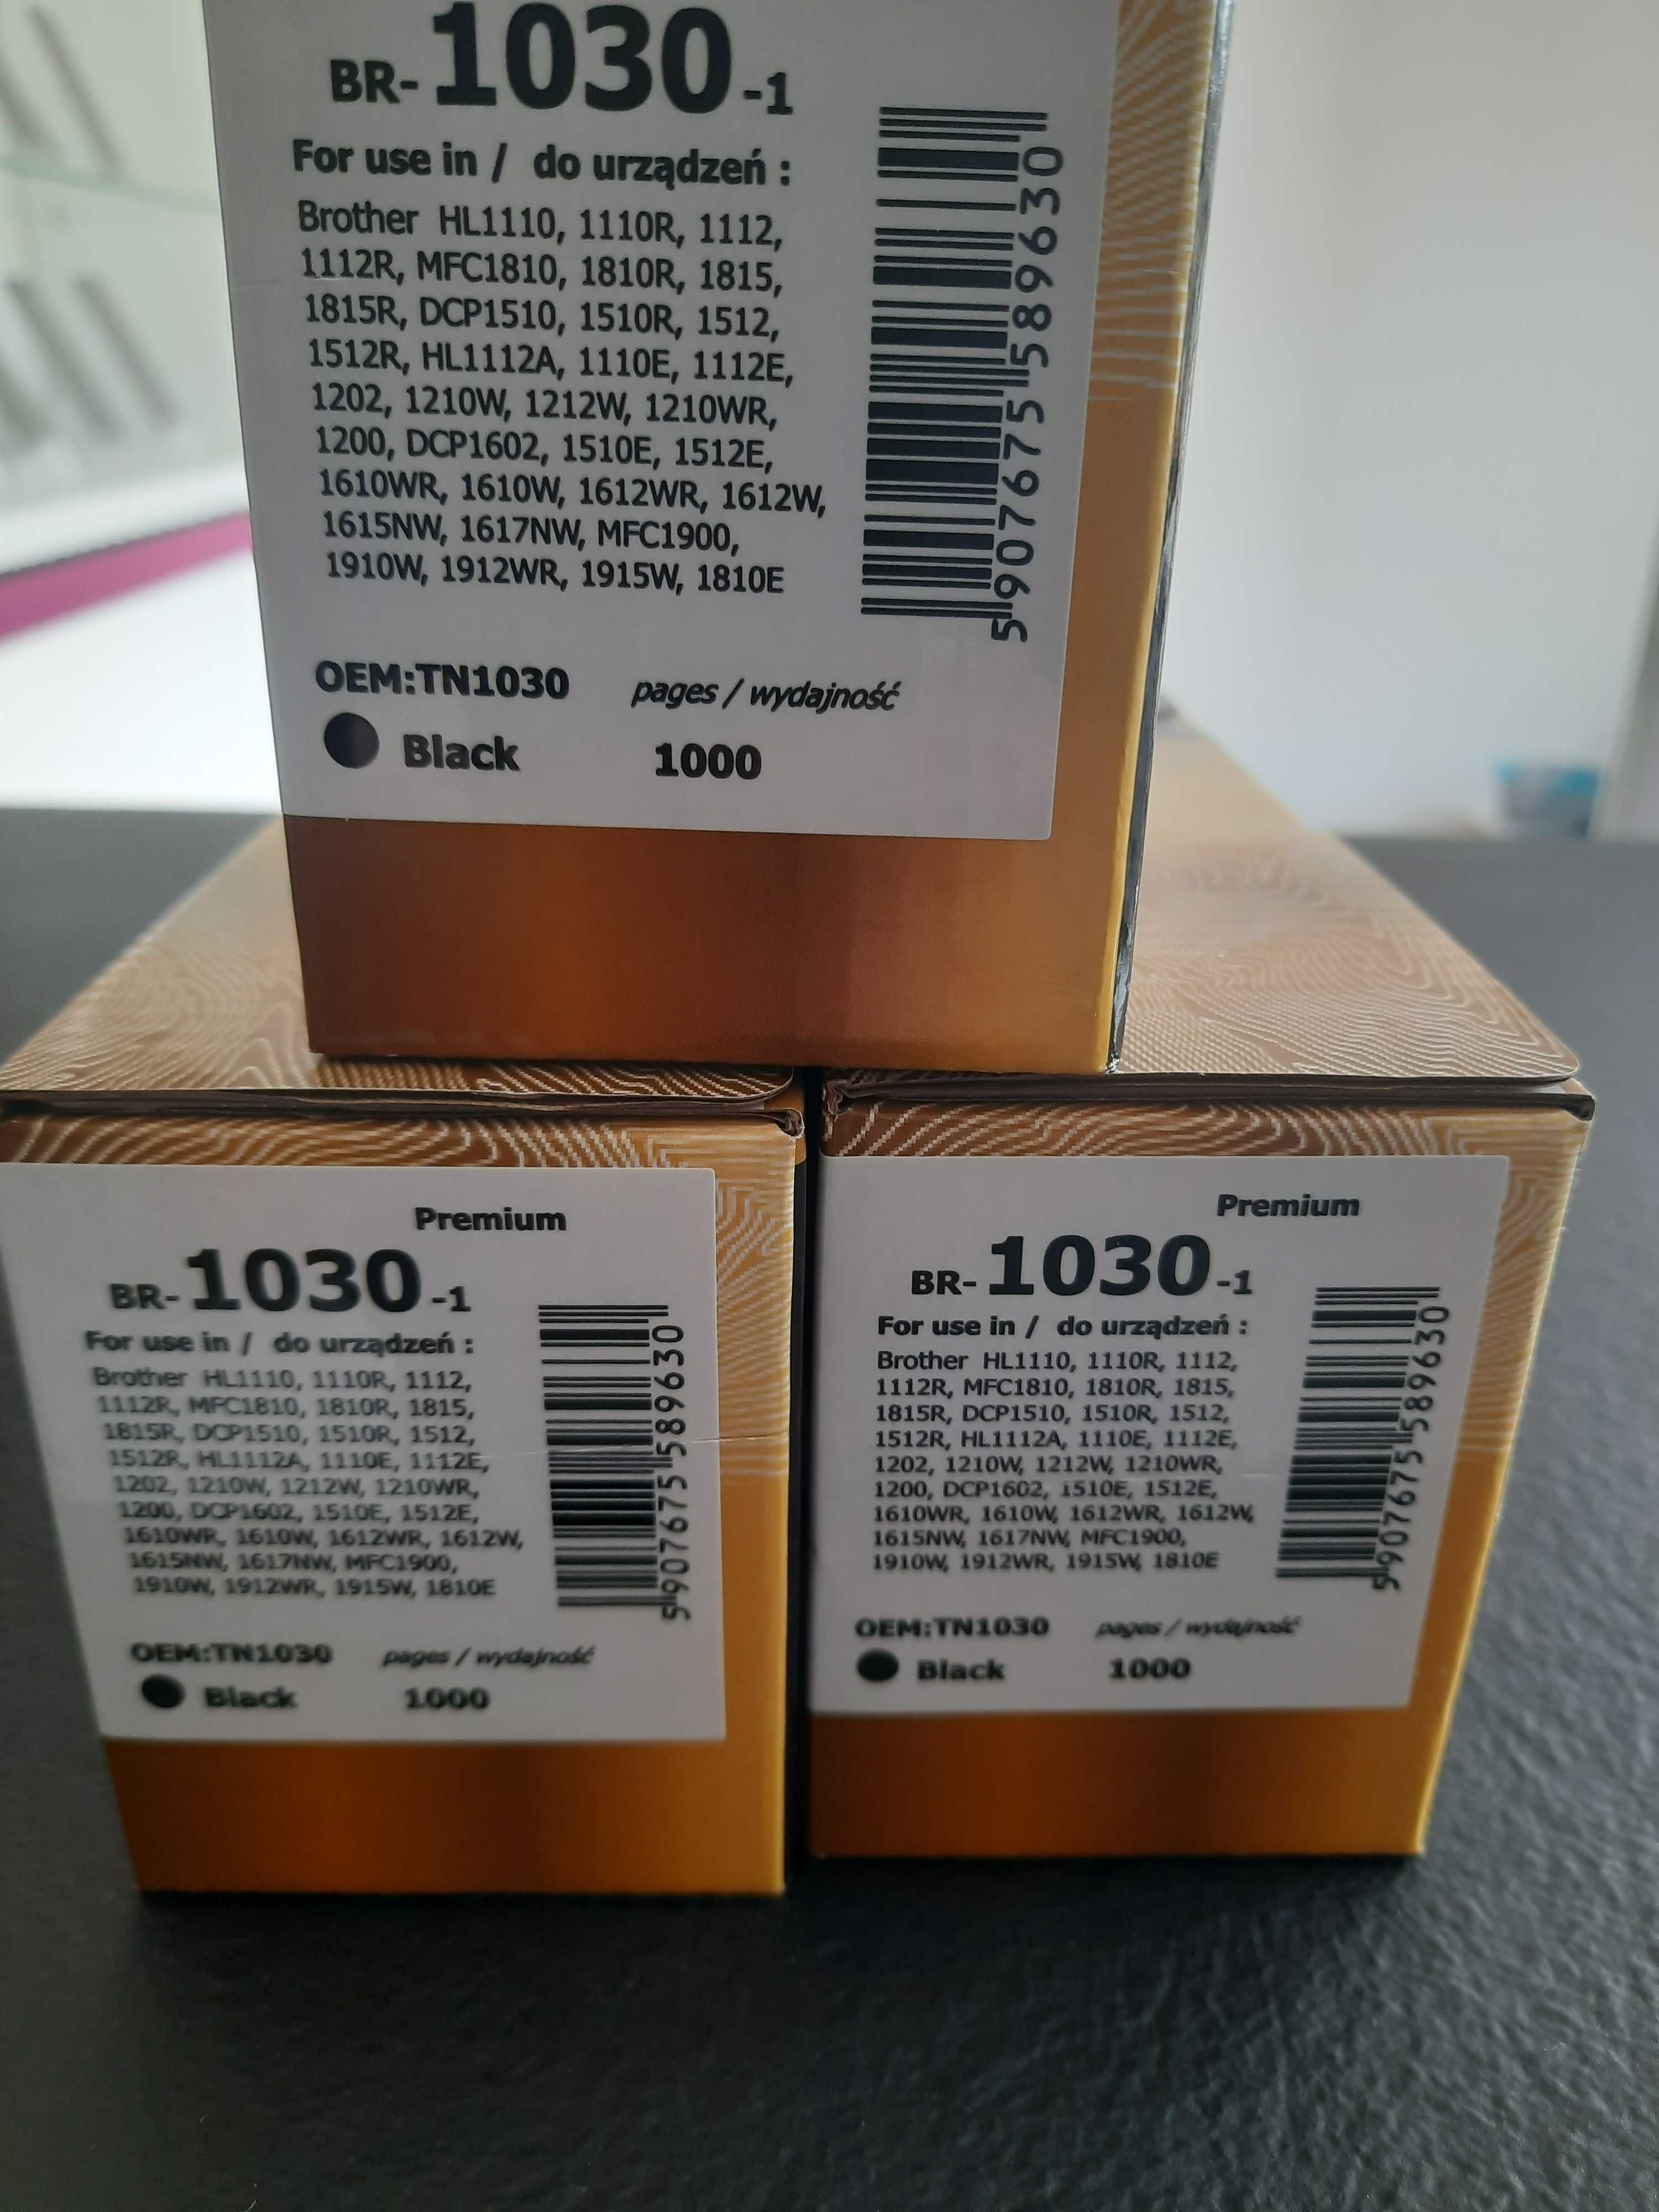 BR-1030-1
For use in / do urządzeń :
Brother HL1110, 1110R, 1112,
1112R, MFC1810, 1810R, 1815,
1815R, DCP1510, 1510R, 1512,
1512R, HL1112A, 1110E, 1112E,
1202, 1210W, 1212W, 1210WR,
1200, DCP1602, 1510E, 1512E,
1610WR, 1610W, 1612WR, 1612W,
1615NW, 1617NW, MFC1900,
1910W, 1912WR, 1915W, 1810E
5907675589630
OEM:TN1030 pages / wydajność
Black 1000
Premium
BR-1030-1
For use in / do urządzeń :
Brother HL1110, 1110R, 1112,
1112R, MFC1810, 1810R, 1815,
1815R, DCP1510, 1510R, 1512,
1512R, HL1112A, 1110E, 1112E,
1202, 1210W, 1212W, 1210WR,
1200, DCP1602, 1510E, 1512E,
1610WR, 1610W, 1612WR, 1612W,
1615NW, 1617NW, MFC1900,
1910W, 1912WR, 1915W, 1810E
5907675589630
OEM:TN1030 pages / wydajność
Black 1000
Premium
BR-1030-1
For use in / do urządzeń :
Brother HL1110, 1110R, 1112,
1112R, MFC1810, 1810R, 1815,
1815R, DCP1510, 1510R, 1512,
1512R, HL1112A, 1110E, 1112E,
1202, 1210W, 1212W, 1210WR,
1200, DCP1602, 1510E, 1512E,
1610WR, 1610W, 1612WR, 1612W,
1615NW, 1617NW, MFC1900,
1910W, 1912WR, 1915W, 1810E
5907675589630
OEM:TN1030 pages / wydajność
Black 1000